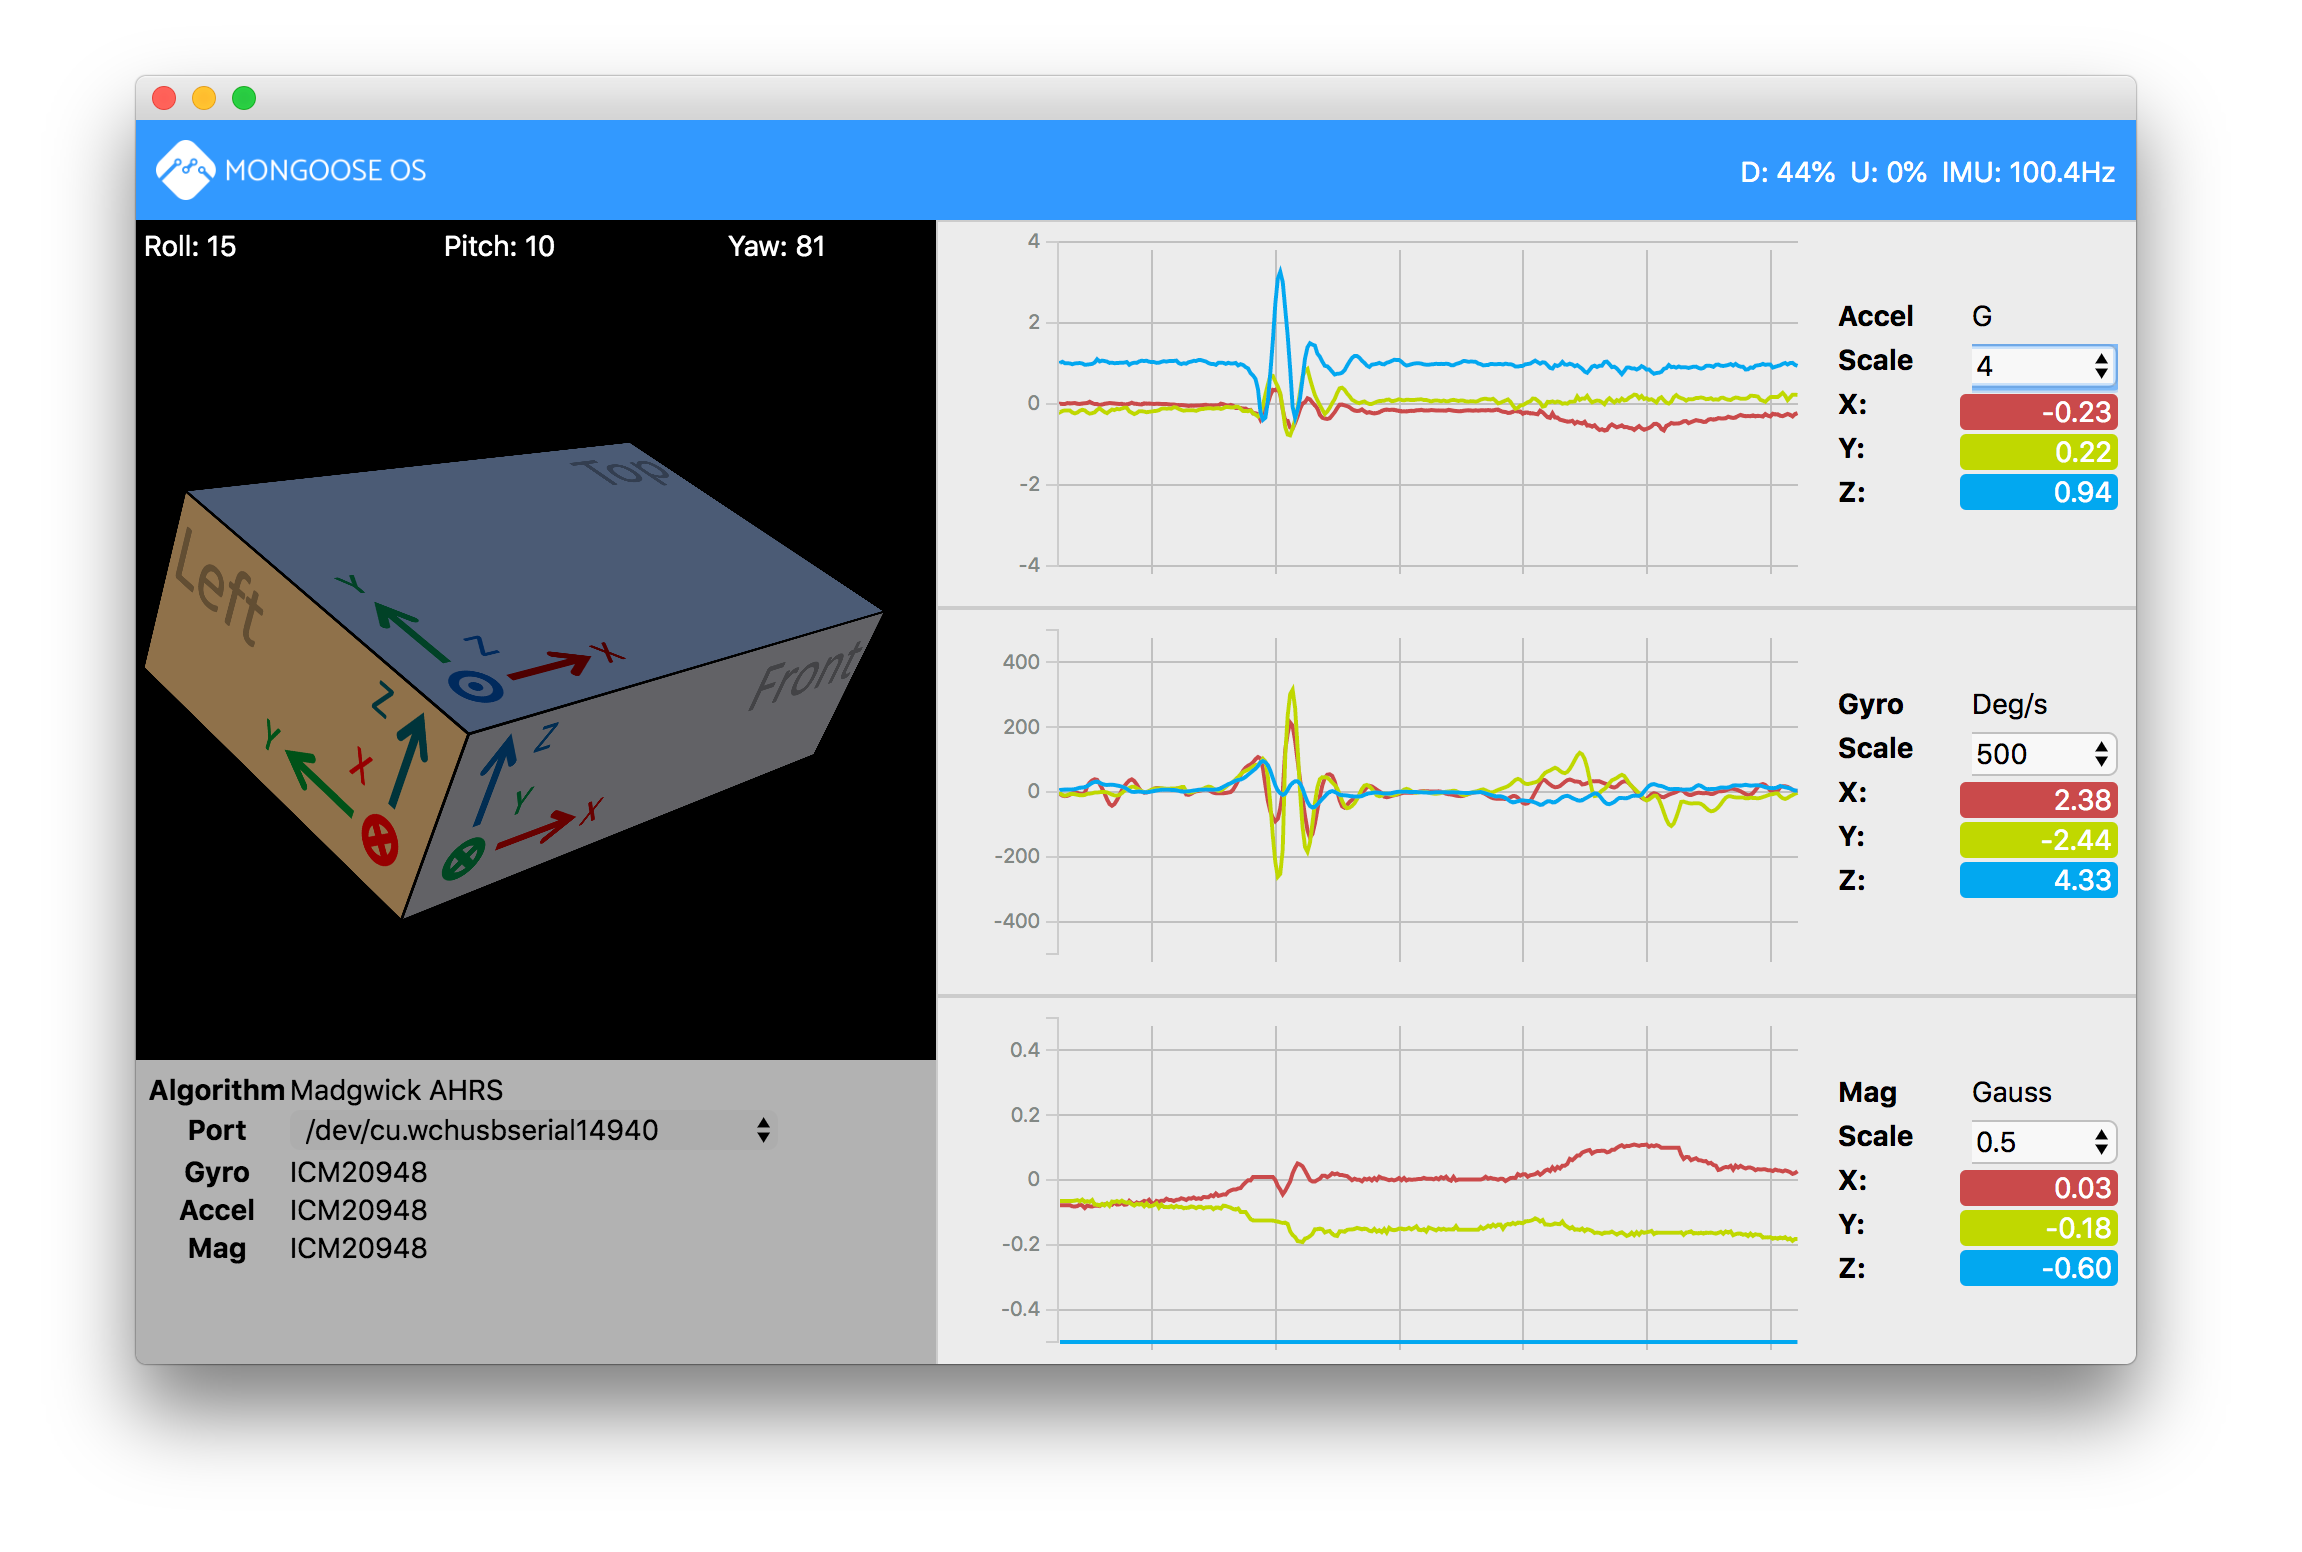 MONGOOSE OS
D: 44% U: 0% IMU: 100.4Hz
Roll: 15 Pitch: 10 Yaw: 81
Top
Left
Front
Y
Z
X
Z
Y
X
Z
Y
X
Algorithm Madgwick AHRS
Port /dev/cu.wchusbserial14940
Gyro ICM20948
Accel ICM20948
Mag ICM20948
4
2
0
-2
-4
Accel G
Scale 4
X: -0.23
Y: 0.22
Z: 0.94
400
200
0
-200
-400
Gyro Deg/s
Scale 500
X: 2.38
Y: -2.44
Z: 4.33
0.4
0.2
0
-0.2
-0.4
Mag Gauss
Scale 0.5
X: 0.03
Y: -0.18
Z: -0.60